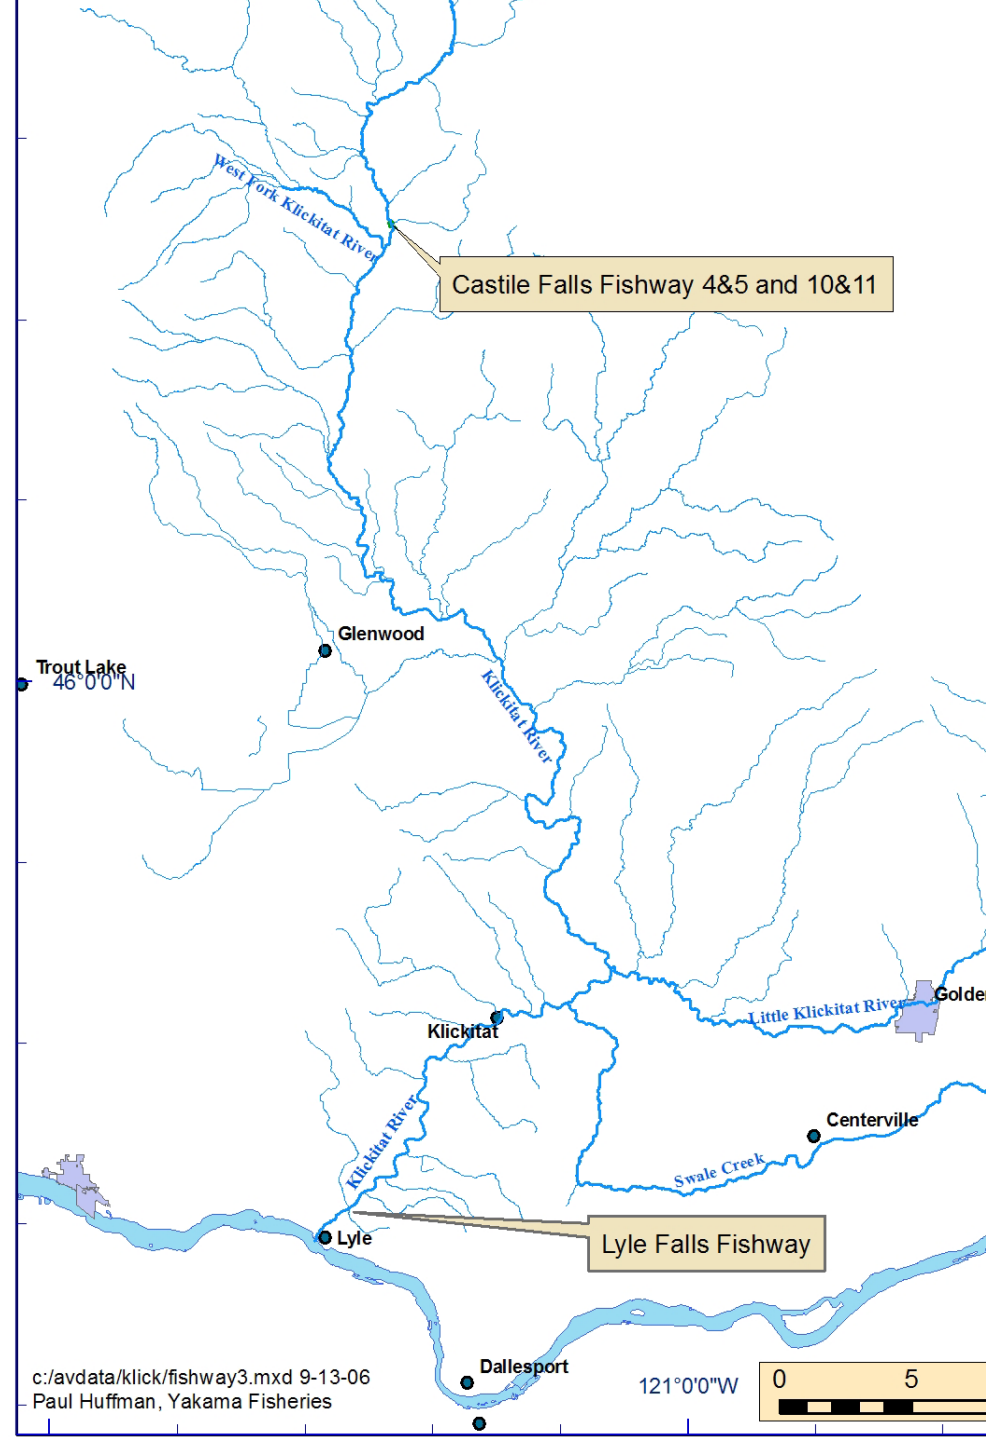 West Fork Klickitat River
Castile Falls Fishway 4&5 and 10&11
Glenwood
Trout Lake
46°0'0"N
Klickitat River
Little Klickitat River
Golden
Klickitat
Klickitat River
Centerville
Swale Creek
Lyle Falls Fishway
Lyle
Dallesport
c:/avdata/klick/fishway3.mxd 9-13-06
Paul Huffman, Yakama Fisheries
121°0'0"W
0 5